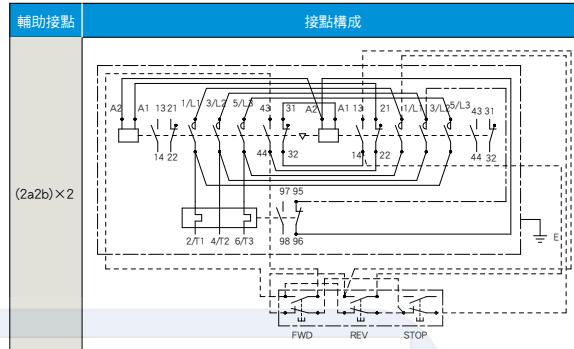 輔助接點 接點構成
(2a2b)×2
A2 A1 13 21 1/L1 3/L2 5/L3 43 31 A2 A1 13 21 1/L1 3/L2 5/L3 43 31
14 22 44 32 14 22 44 32
97 95
98 96
2/T1 4/T2 6/T3
E
FWD REV STOP